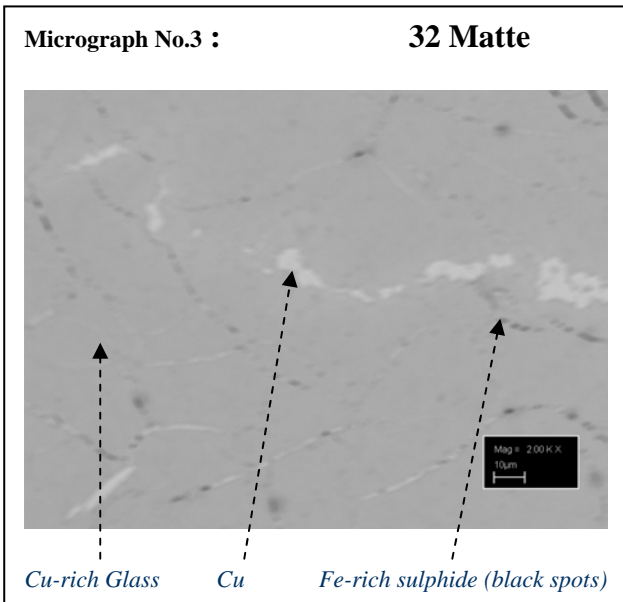 Micrograph No.3 : 32 Matte
Mag = 2.00 K X
10µm
Cu-rich Glass Cu Fe-rich sulphide (black spots)